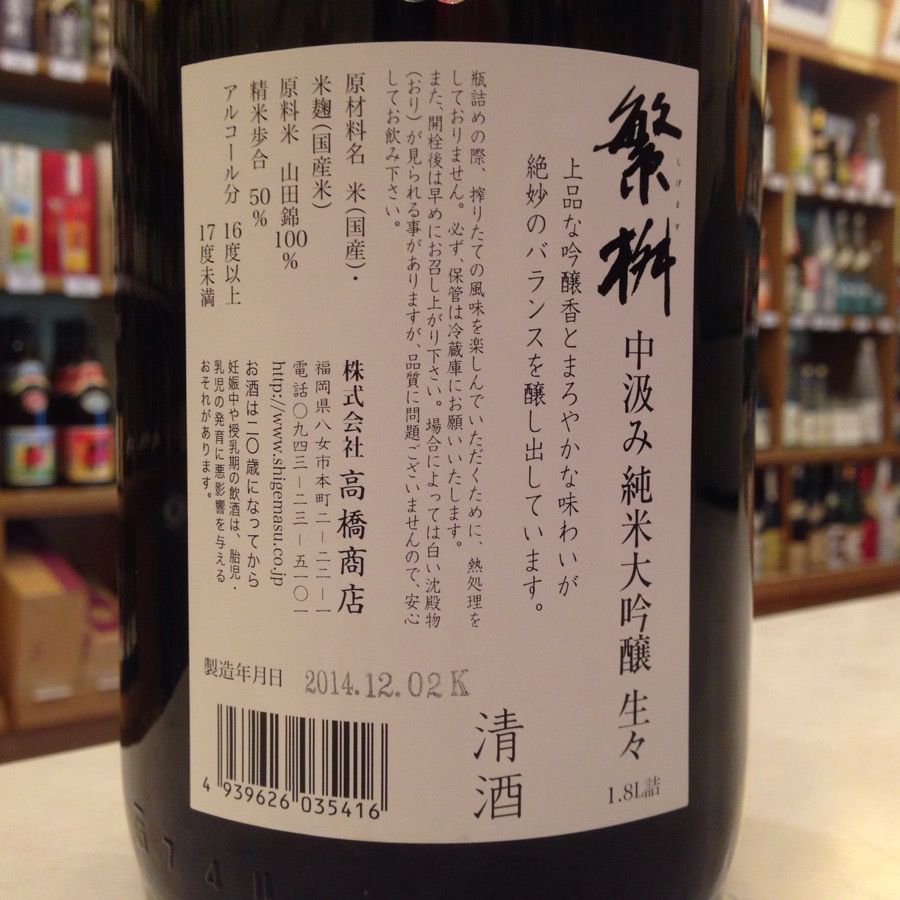 繁桝
しげます
中汲み 純米大吟醸 生々
1.8L詰
上品な吟醸香とまろやかな味わいが
絶妙のバランスを醸し出しています。
清酒
瓶詰めの際、搾りたての風味を楽しんでいただくために、熱処理を
しておりません。必ず、保管は冷蔵庫にお願いいたします。
また、開栓後は早めにお召し上がり下さい。場合によっては白い沈殿物
(おり)が見られる事がありますが、品質に問題ございませんので、安心
してお飲み下さい。
原材料名 米(国産)・
米麹(国産米)
原料米 山田錦100%
精米歩合 50%
アルコール分 16度以上
17度未満
株式会社 高橋商店
福岡県八女市本町二−二二−一
電話〇九四三−二三−五一〇一
http://www.shigemasu.co.jp
お酒は二〇歳になってから
妊娠中や授乳期の飲酒は、胎児・
乳児の発育に悪影響を与える
おそれがあります。
製造年月日 2014.12.02K
4 939626 035416